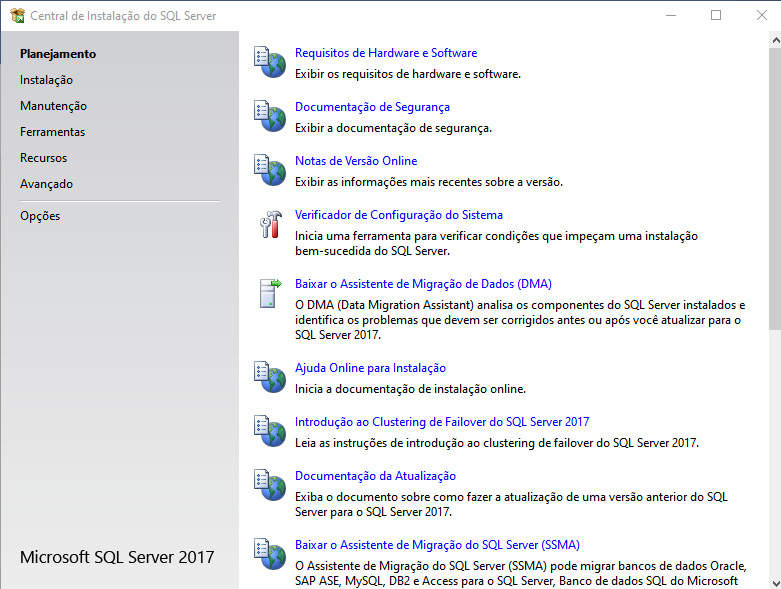 Central de Instalação do SQL Server
Planejamento
Instalação
Manutenção
Ferramentas
Recursos
Avançado
Opções
Microsoft SQL Server 2017
Requisitos de Hardware e Software
Exibir os requisitos de hardware e software.
Documentação de Segurança
Exibir a documentação de segurança.
Notas de Versão Online
Exibir as informações mais recentes sobre a versão.
Verificador de Configuração do Sistema
Inicia uma ferramenta para verificar condições que impeçam uma instalação
bem-sucedida do SQL Server.
Baixar o Assistente de Migração de Dados (DMA)
O DMA (Data Migration Assistant) analisa os componentes do SQL Server instalados e
identifica os problemas que devem ser corrigidos antes ou após você atualizar para o
SQL Server 2017.
Ajuda Online para Instalação
Inicia a documentação de instalação online.
Introdução ao Clustering de Failover do SQL Server 2017
Leia as instruções de introdução ao clustering de failover do SQL Server 2017.
Documentação da Atualização
Exiba o documento sobre como fazer a atualização de uma versão anterior do SQL
Server para o SQL Server 2017.
Baixar o Assistente de Migração do SQL Server (SSMA)
O Assistente de Migração do SQL Server (SSMA) pode migrar bancos de dados Oracle,
SAP ASE, MySQL, DB2 e Access para o SQL Server, Banco de dados SQL do Microsoft